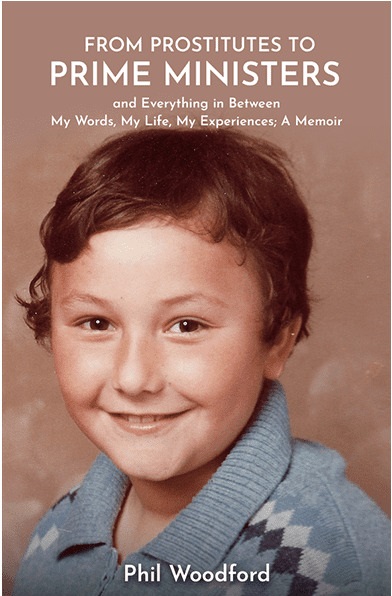 FROM PROSTITUTES TO
PRIME MINISTERS
and Everything in Between
My Words, My Life, My Experiences; A Memoir
Phil Woodford